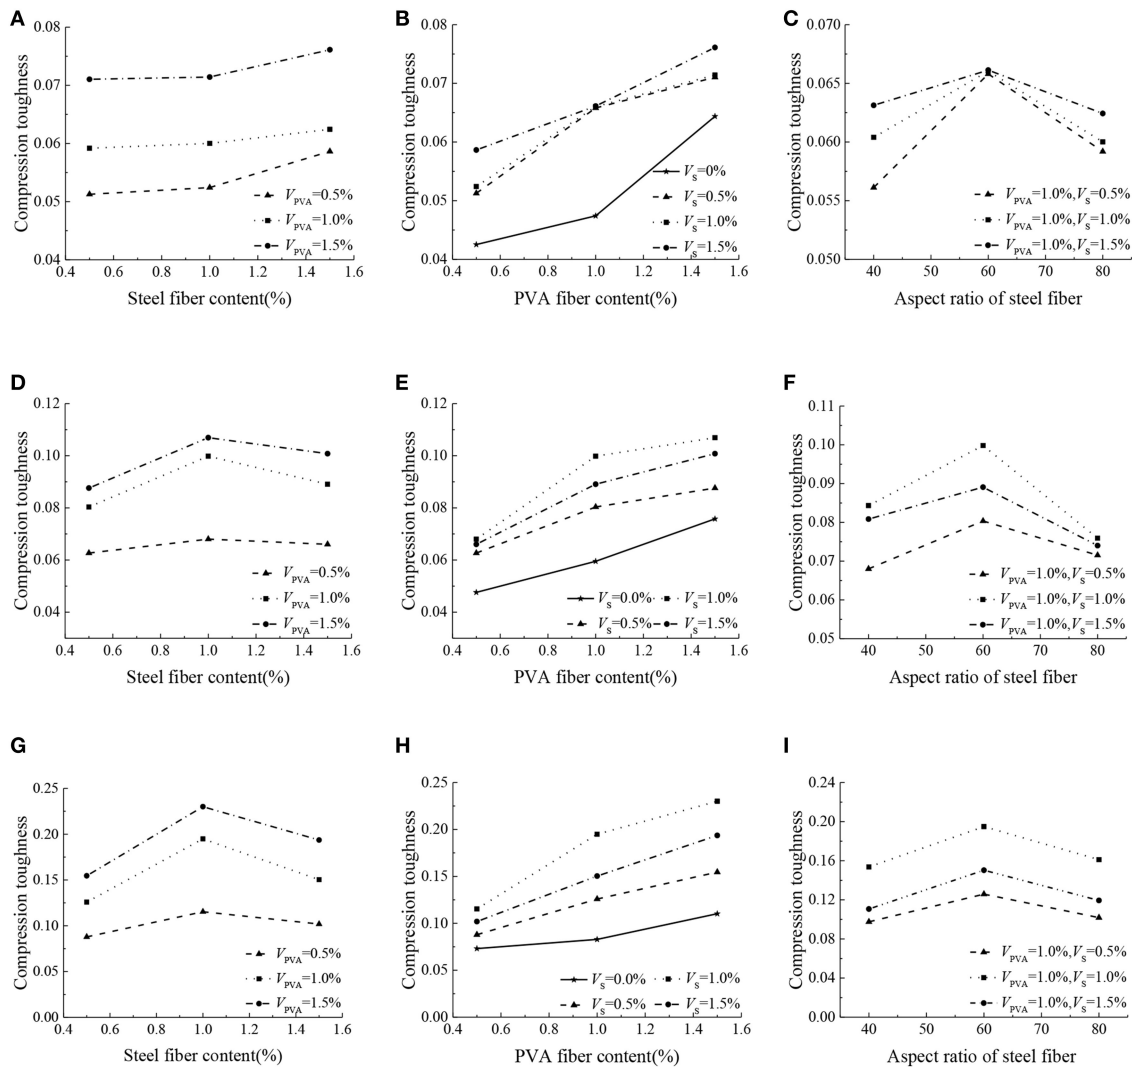 A
0.08
0.07
0.06
0.05
0.04
0.4 0.6 0.8 1.0 1.2 1.4 1.6
Compression toughness
Steel fiber content(%)
VPVA=0.5%
VPVA=1.0%
VPVA=1.5%
B
0.08
0.07
0.06
0.05
0.04
0.4 0.6 0.8 1.0 1.2 1.4 1.6
Compression toughness
PVA fiber content(%)
VS=0%
VS=0.5%
VS=1.0%
VS=1.5%
C
0.070
0.065
0.060
0.055
0.050
40 50 60 70 80
Compression toughness
Aspect ratio of steel fiber
VPVA=1.0%,VS=0.5%
VPVA=1.0%,VS=1.0%
VPVA=1.0%,VS=1.5%
D
0.12
0.10
0.08
0.06
0.04
0.4 0.6 0.8 1.0 1.2 1.4 1.6
Compression toughness
Steel fiber content(%)
VPVA=0.5%
VPVA=1.0%
VPVA=1.5%
E
0.12
0.10
0.08
0.06
0.04
0.4 0.6 0.8 1.0 1.2 1.4 1.6
Compression toughness
PVA fiber content(%)
VS=0.0% VS=1.0%
VS=0.5% VS=1.5%
F
0.11
0.10
0.09
0.08
0.07
0.06
0.05
40 50 60 70 80
Compression toughness
Aspect ratio of steel fiber
VPVA=1.0%,VS=0.5%
VPVA=1.0%,VS=1.0%
VPVA=1.0%,VS=1.5%
G
0.25
0.20
0.15
0.10
0.05
0.00
0.4 0.6 0.8 1.0 1.2 1.4 1.6
Compression toughness
Steel fiber content(%)
VPVA=0.5%
VPVA=1.0%
VPVA=1.5%
H
0.25
0.20
0.15
0.10
0.05
0.00
0.4 0.6 0.8 1.0 1.2 1.4 1.6
Compression toughness
PVA fiber content(%)
VS=0.0% VS=1.0%
VS=0.5% VS=1.5%
I
0.24
0.20
0.16
0.12
0.08
0.04
0.00
40 50 60 70 80
Compression toughness
Aspect ratio of steel fiber
VPVA=1.0%,VS=0.5%
VPVA=1.0%,VS=1.0%
VPVA=1.0%,VS=1.5%